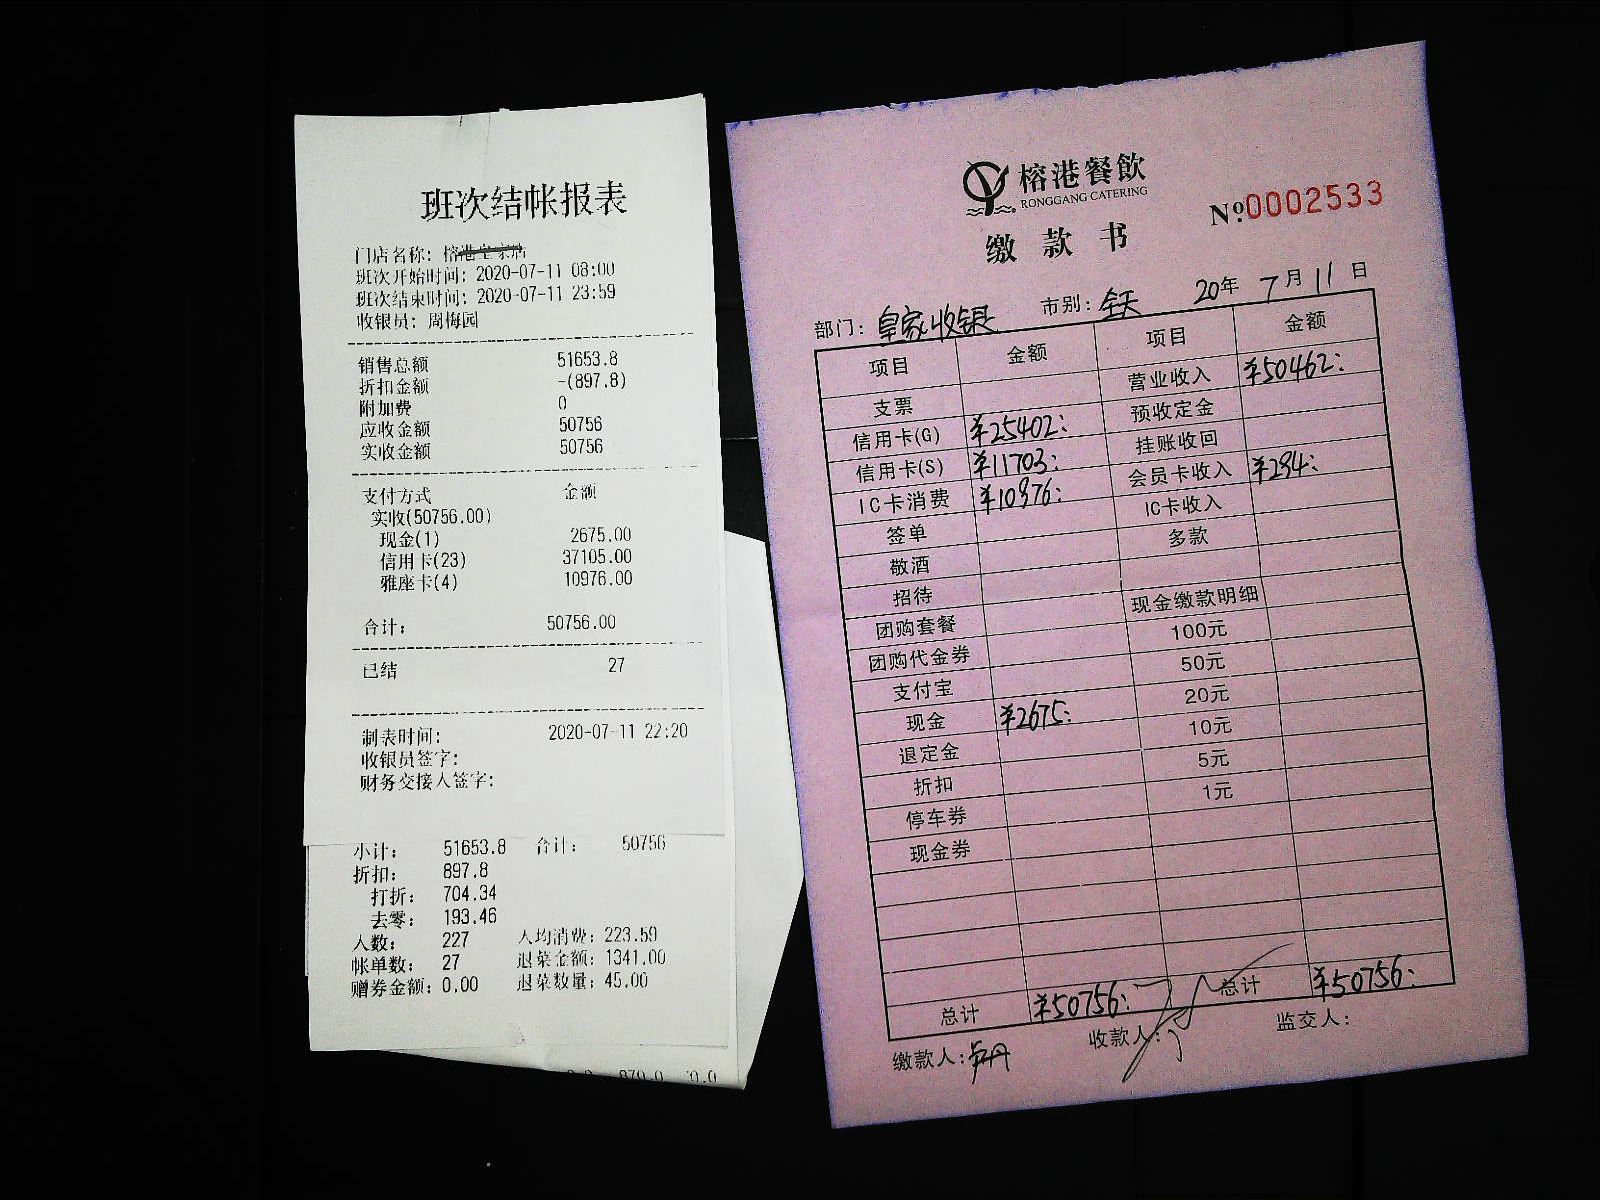 班次结帐报表
门店名称: 榕港皇家店
班次开始时间: 2020-07-11 08:00
班次结束时间: 2020-07-11 23:59
收银员: 周梅园
销售总额 51653.8
折扣金额 -(897.8)
附加费 0
应收金额 50756
实收金额 50756
支付方式 金额
实收(50756.00)
现金(1) 2675.00
信用卡(23) 37105.00
雅座卡(4) 10976.00
合计: 50756.00
已结 27
制表时间: 2020-07-11 22:20
收银员签字:
财务交接人签字:
小计: 51653.8 合计: 50756
折扣: 897.8
打折: 704.34
去零: 193.46
人数: 227 人均消费: 223.59
帐单数: 27 退菜金额: 1341.00
赠券金额: 0.00 退菜数量: 45.00
870.0 0.0
榕港餐飲
RONGGANG CATERING
缴款书
Nº.0002533
部门: 皇家收银 市别: 全天 20年 7月 11日
项目 金额 项目 金额
支票 营业收入 ¥50462:
信用卡(G) ¥25402: 预收定金
信用卡(S) ¥11703: 挂账收回
IC卡消费 ¥10976: 会员卡收入 ¥294:
签单 IC卡收入
敬酒 多款
招待
团购套餐 现金缴款明细
团购代金券 100元
支付宝 50元
现金 ¥2675: 20元
退定金 10元
折扣 5元
停车券 1元
现金券
总计 ¥50756: 总计 ¥50756:
缴款人: 收款人: 监交人: